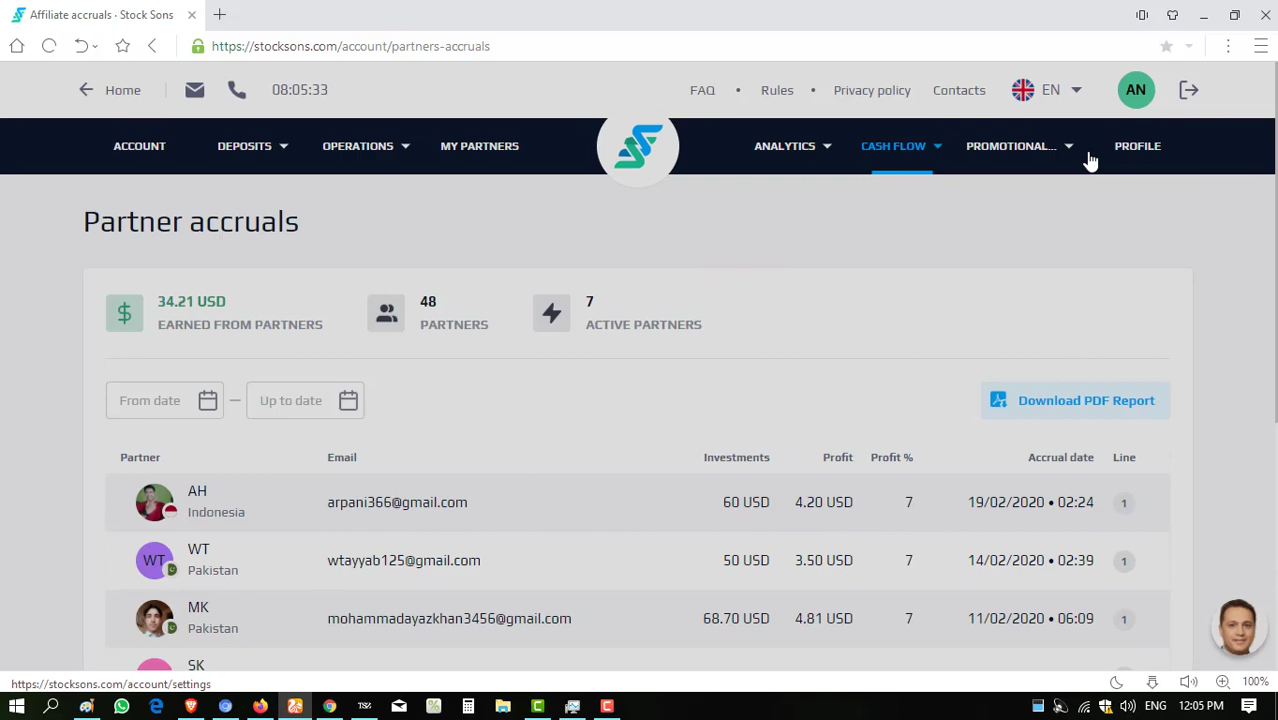 Affiliate accruals - Stock Sons
https://stocksons.com/account/partners-accruals
Home
08:05:33
FAQ • Rules • Privacy policy Contacts EN AN
ACCOUNT DEPOSITS OPERATIONS MY PARTNERS ANALYTICS CASH FLOW PROMOTIONAL... PROFILE
Partner accruals
34.21 USD
EARNED FROM PARTNERS
48
PARTNERS
7
ACTIVE PARTNERS
From date — Up to date
Download PDF Report
Partner Email Investments Profit Profit % Accrual date Line
AH
Indonesia
arpani366@gmail.com 60 USD 4.20 USD 7 19/02/2020 • 02:24 1
WT
WT
Pakistan
wtayyab125@gmail.com 50 USD 3.50 USD 7 14/02/2020 • 02:39 1
MK
Pakistan
mohammadayazkhan3456@gmail.com 68.70 USD 4.81 USD 7 11/02/2020 • 06:09 1
SK
https://stocksons.com/account/settings
100%
ENG 12:05 PM